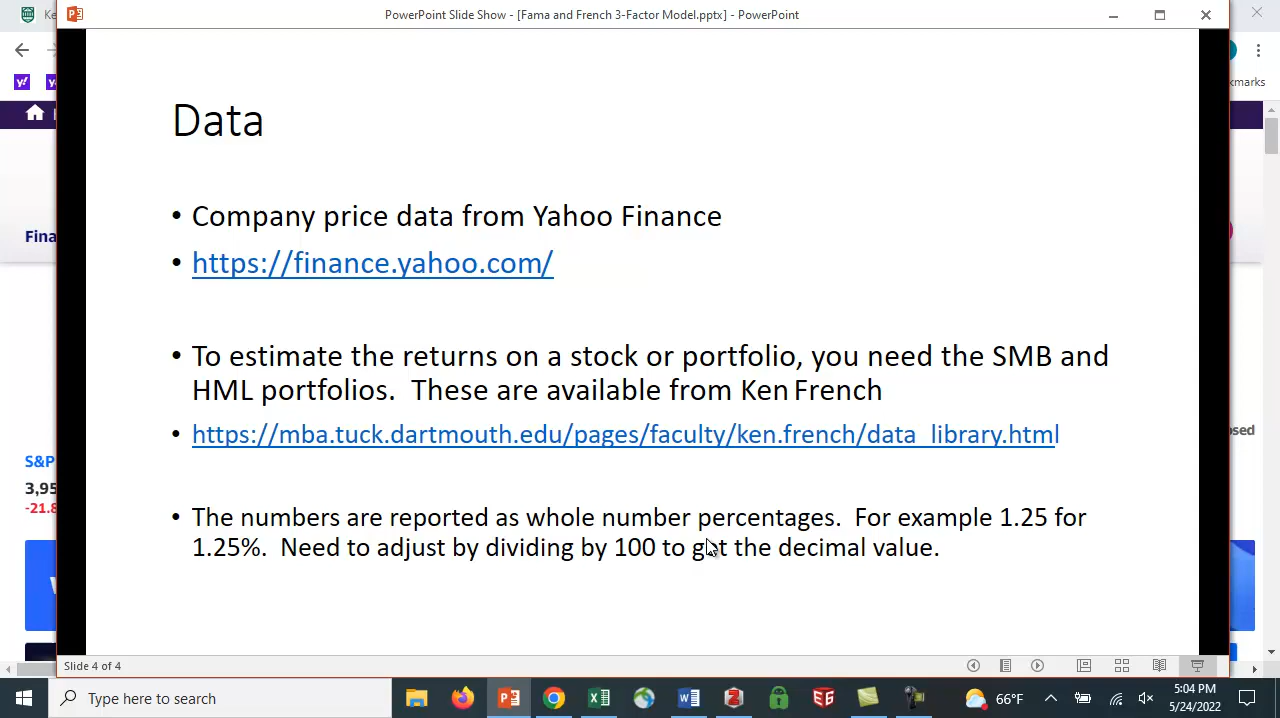 Ke
PowerPoint Slide Show - [Fama and French 3-Factor Model.pptx] - PowerPoint
kmarks
Data
• Company price data from Yahoo Finance
Fina
• https://finance.yahoo.com/
• To estimate the returns on a stock or portfolio, you need the SMB and
HML portfolios. These are available from Ken French
• https://mba.tuck.dartmouth.edu/pages/faculty/ken.french/data_library.html
osed
S&P
3,95
-21.8
• The numbers are reported as whole number percentages. For example 1.25 for
1.25%. Need to adjust by dividing by 100 to get the decimal value.
Slide 4 of 4
Type here to search
66°F
5:04 PM
5/24/2022